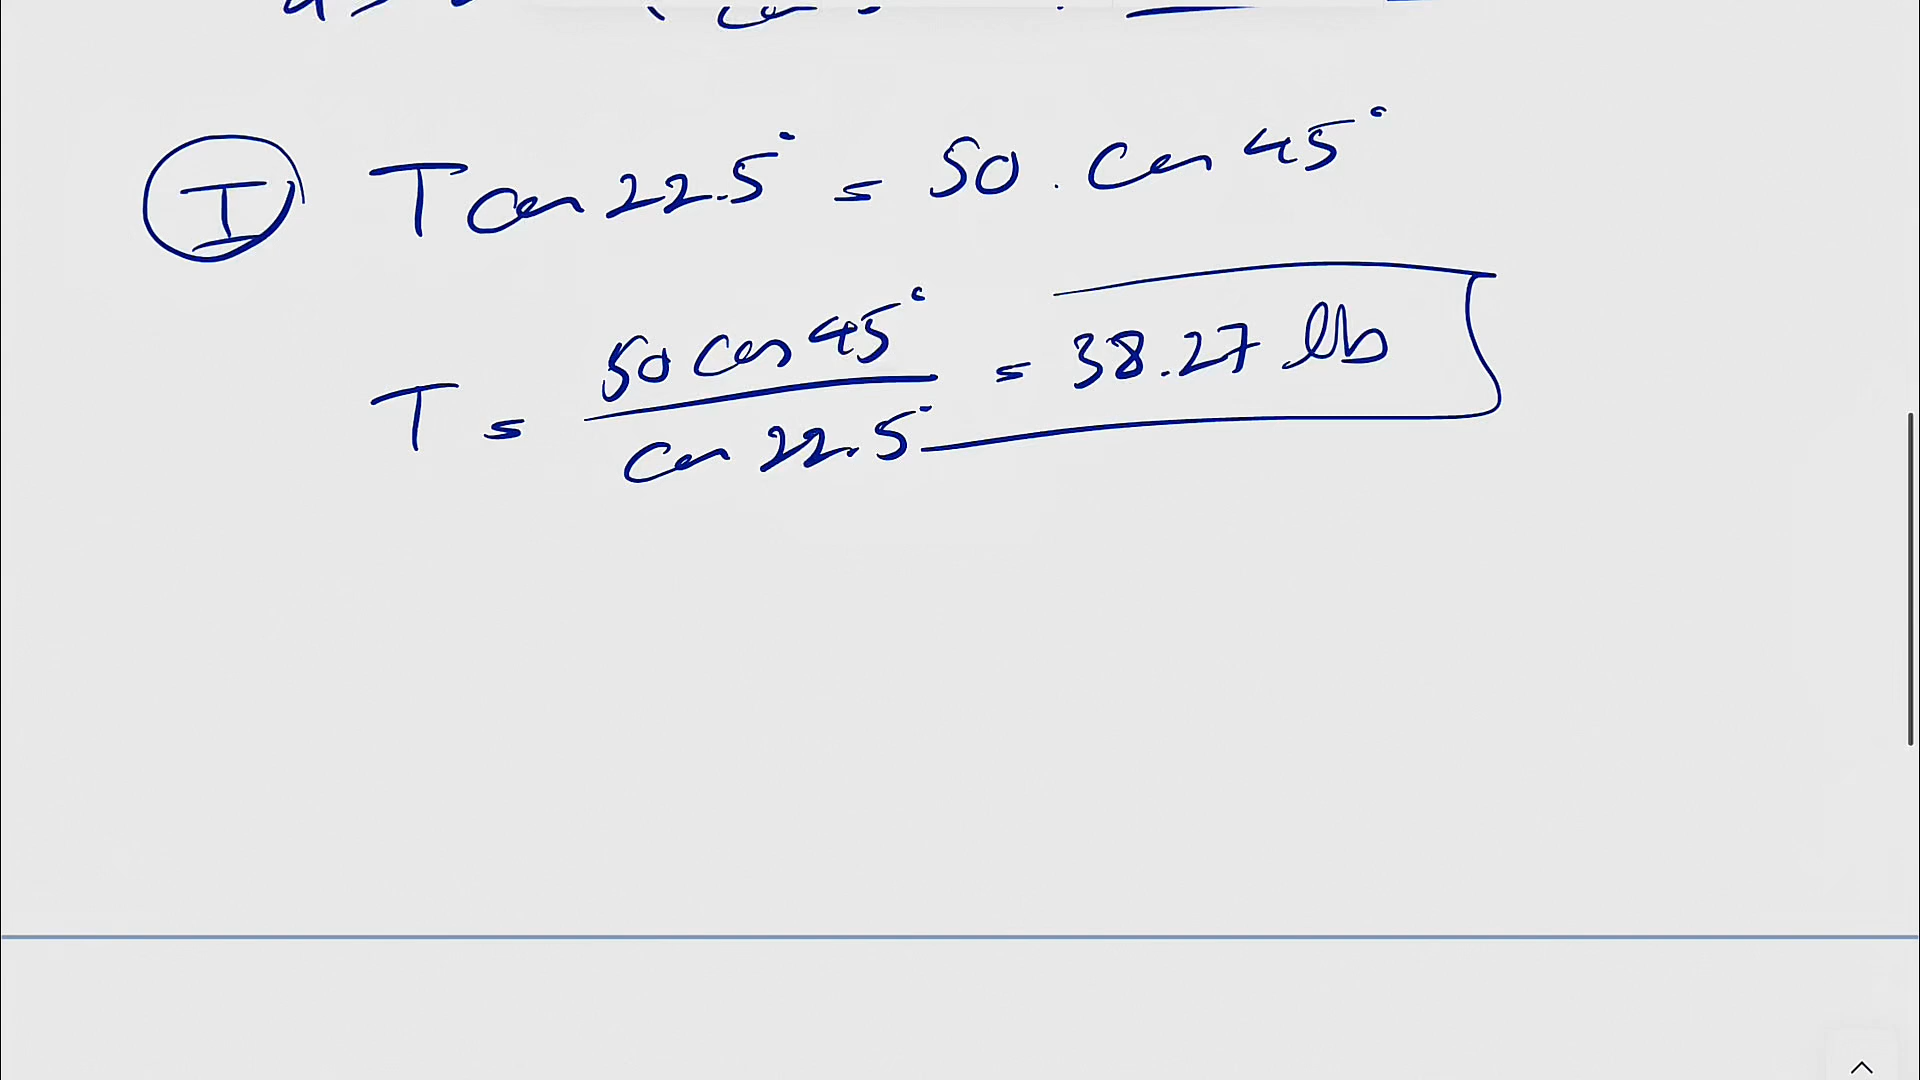 I T cos 22.5° = 50 . cos 45°
T = 50 cos 45° / cos 22.5° = 38.27 lb